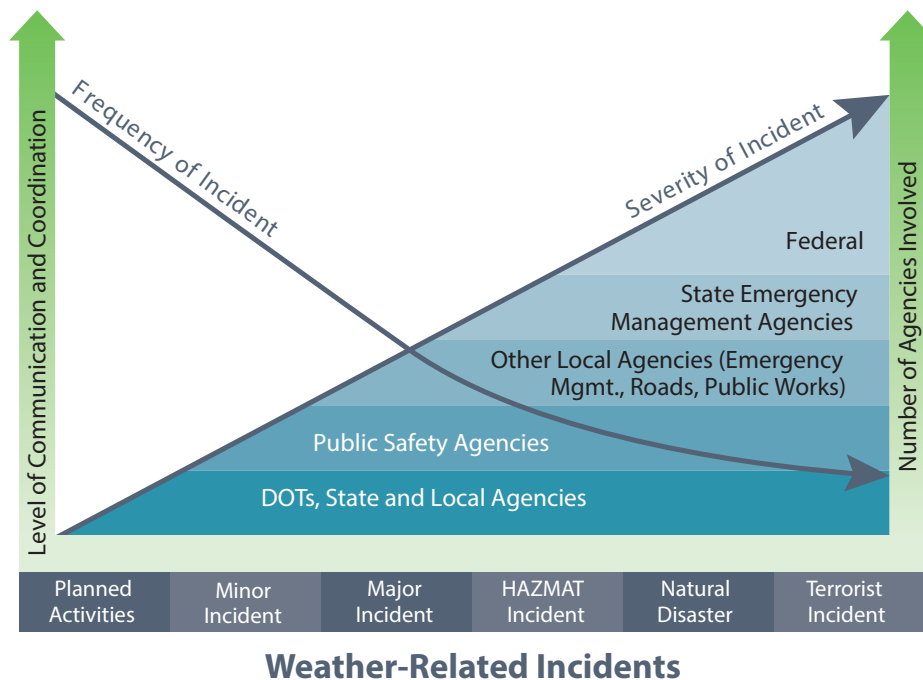 Level of Communication and Coordination
Frequency of Incident
Severity of Incident
Number of Agencies Involved
Federal
State Emergency
Management Agencies
Other Local Agencies (Emergency
Mgmt., Roads, Public Works)
Public Safety Agencies
DOTs, State and Local Agencies
Planned
Activities
Minor
Incident
Major
Incident
HAZMAT
Incident
Natural
Disaster
Terrorist
Incident
Weather-Related Incidents